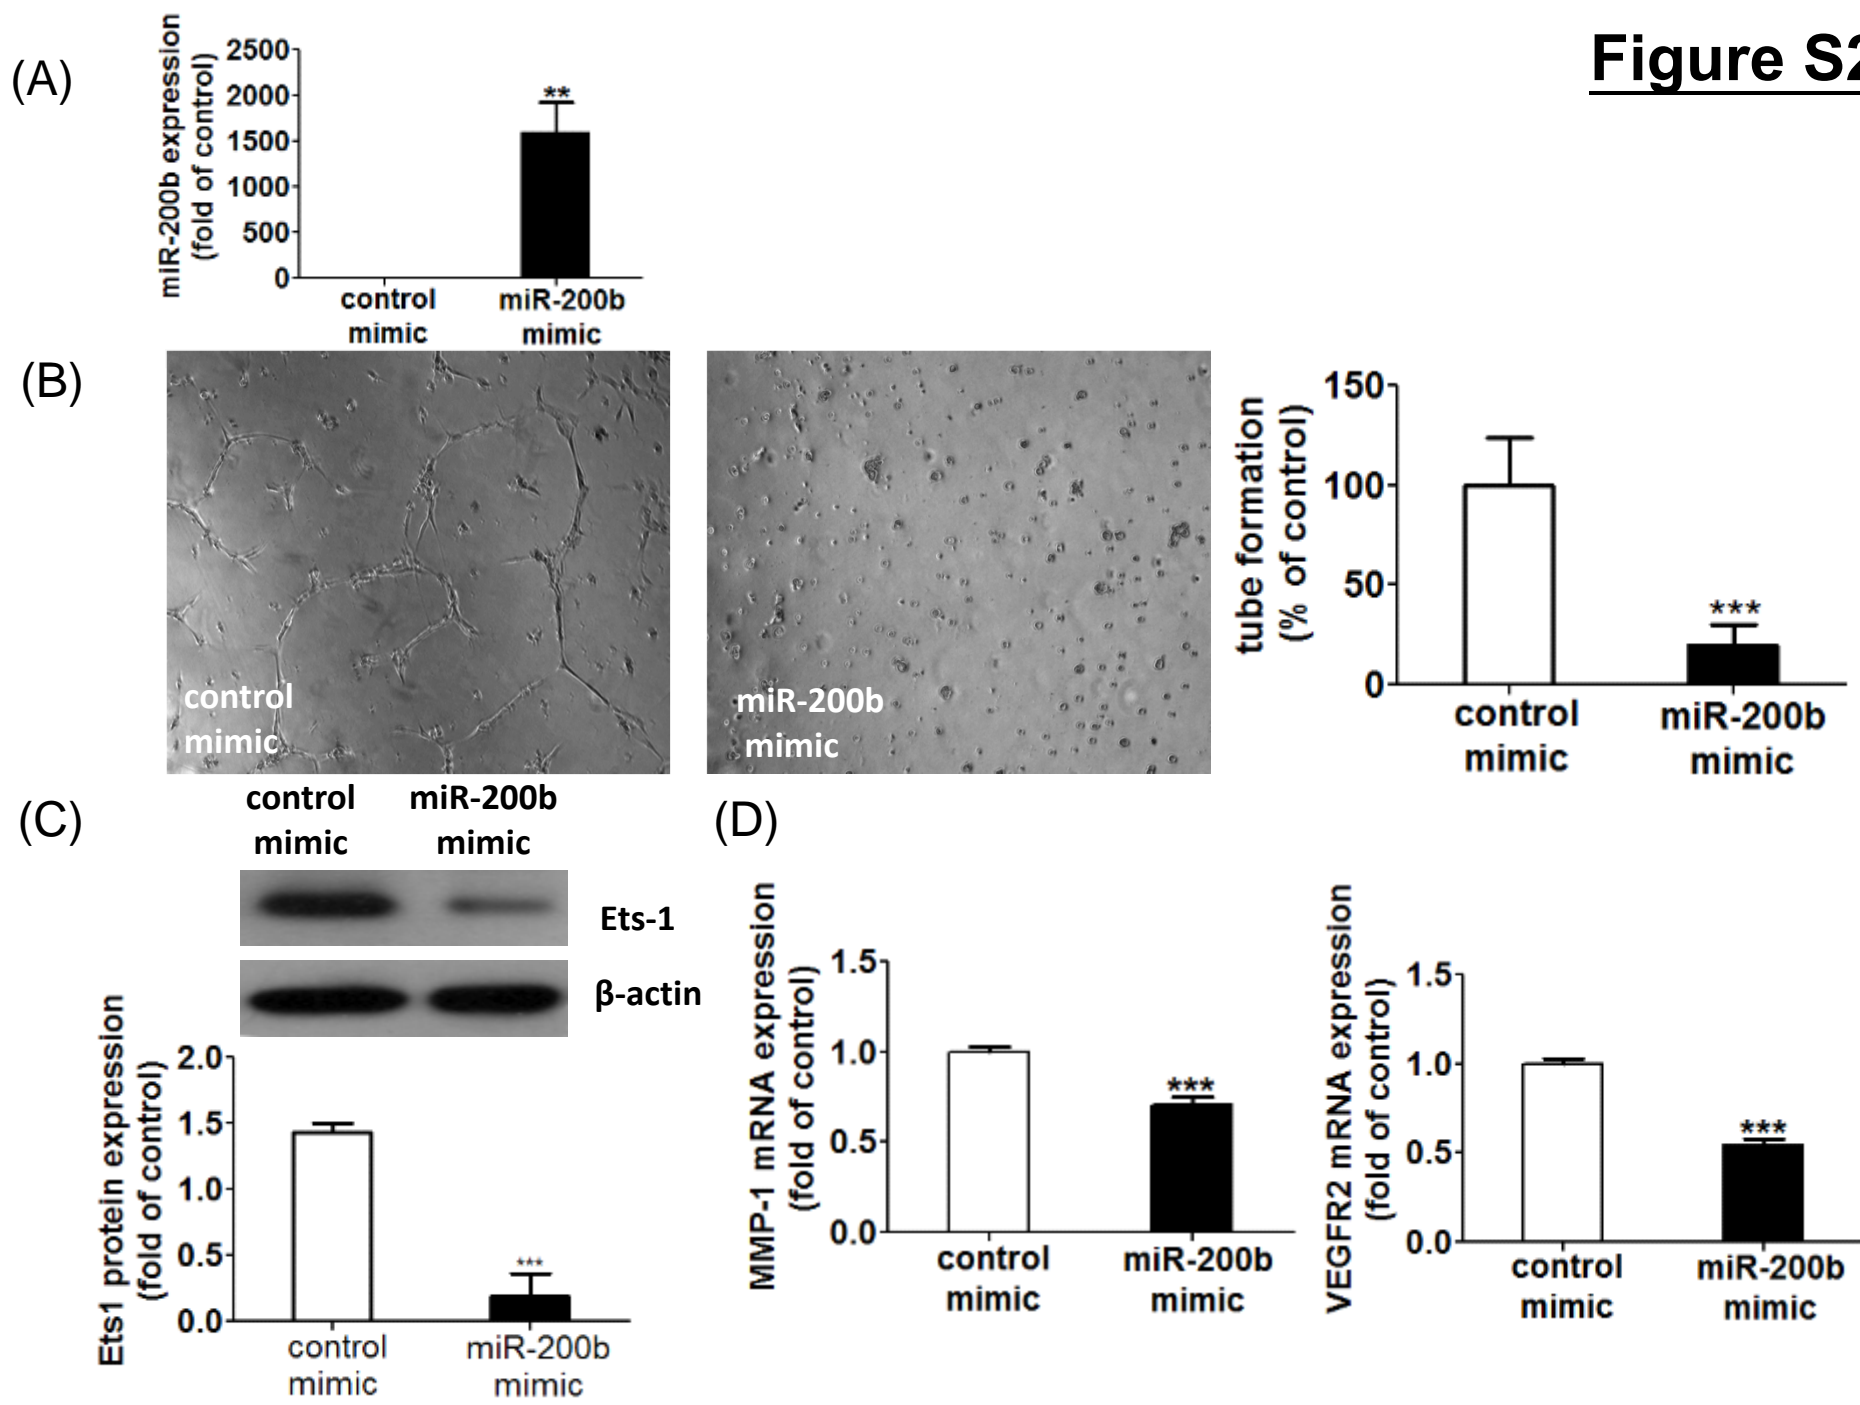 Figure S2
(A)
miR-200b expression
(fold of control)
2500
2000
1500
1000
500
0
**
control
mimic
miR-200b
mimic
(B)
control
mimic
miR-200b
mimic
tube formation
(% of control)
150
100
50
0
***
control
mimic
miR-200b
mimic
(C)
control
mimic
miR-200b
mimic
Ets-1
β-actin
Ets1 protein expression
(fold of control)
2.0
1.5
1.0
0.5
0.0
***
control
mimic
miR-200b
mimic
(D)
MMP-1 mRNA expression
(fold of control)
1.5
1.0
0.5
0.0
***
control
mimic
miR-200b
mimic
VEGFR2 mRNA expression
(fold of control)
1.5
1.0
0.5
0.0
***
control
mimic
miR-200b
mimic